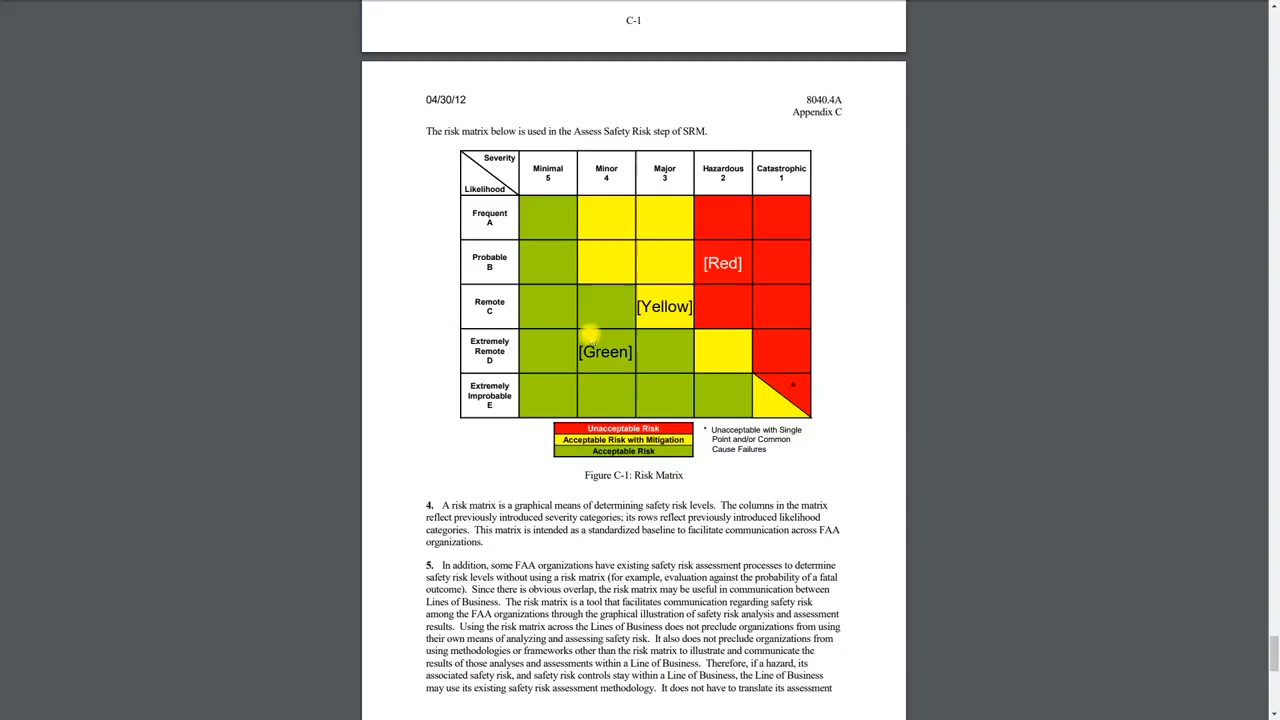 C-1
04/30/12
8040.4A
Appendix C
The risk matrix below is used in the Assess Safety Risk step of SRM.
Severity
Likelihood
Minimal
5
Minor
4
Major
3
Hazardous
2
Catastrophic
1
Frequent
A
Probable
B
[Red]
Remote
C
[Yellow]
Extremely
Remote
D
[Green]
Extremely
Improbable
E
*
Unacceptable Risk
Acceptable Risk with Mitigation
Acceptable Risk
* Unacceptable with Single
Point and/or Common
Cause Failures
Figure C-1: Risk Matrix
4. A risk matrix is a graphical means of determining safety risk levels. The columns in the matrix
reflect previously introduced severity categories; its rows reflect previously introduced likelihood
categories. This matrix is intended as a standardized baseline to facilitate communication across FAA
organizations.
5. In addition, some FAA organizations have existing safety risk assessment processes to determine
safety risk levels without using a risk matrix (for example, evaluation against the probability of a fatal
outcome). Since there is obvious overlap, the risk matrix may be useful in communication between
Lines of Business. The risk matrix is a tool that facilitates communication regarding safety risk
among the FAA organizations through the graphical illustration of safety risk analysis and assessment
results. Using the risk matrix across the Lines of Business does not preclude organizations from using
their own means of analyzing and assessing safety risk. It also does not preclude organizations from
using methodologies or frameworks other than the risk matrix to illustrate and communicate the
results of those analyses and assessments within a Line of Business. Therefore, if a hazard, its
associated safety risk, and safety risk controls stay within a Line of Business, the Line of Business
may use its existing safety risk assessment methodology. It does not have to translate its assessment